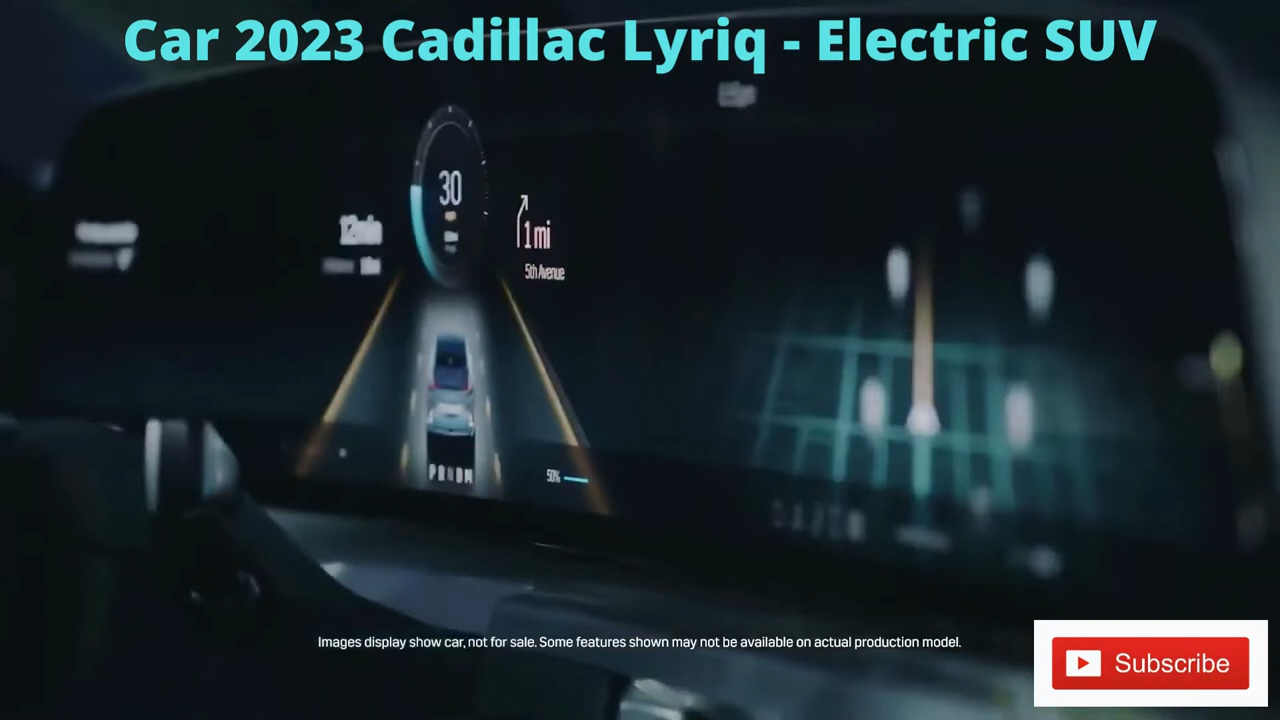 Car 2023 Cadillac Lyriq - Electric SUV
30
12min
1 mi
5th Avenue
PRNDM
50%
Images display show car, not for sale. Some features shown may not be available on actual production model.
Subscribe